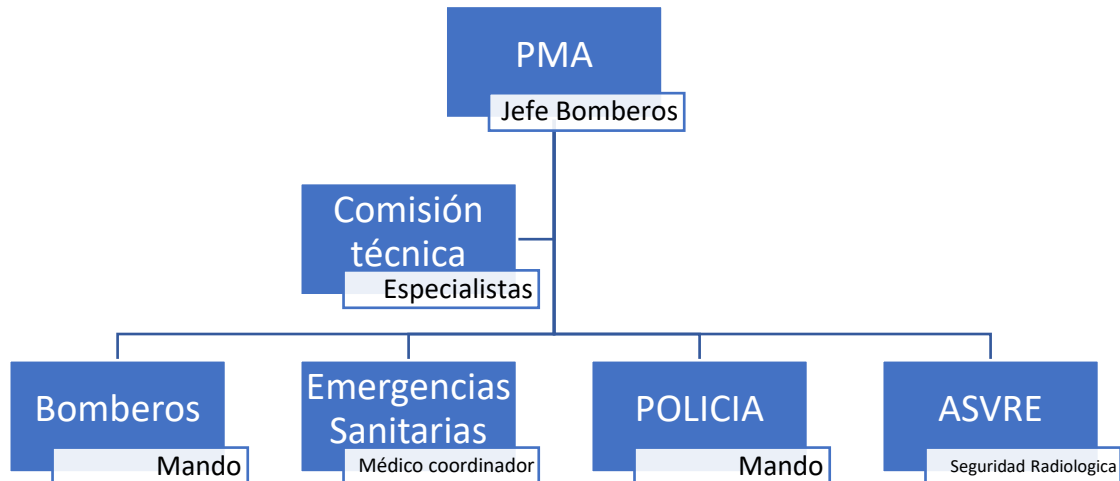 PMA
Jefe Bomberos
Comisión
técnica
Especialistas
Bomberos
Mando
Emergencias
Sanitarias
Médico coordinador
POLICIA
Mando
ASVRE
Seguridad Radiologica